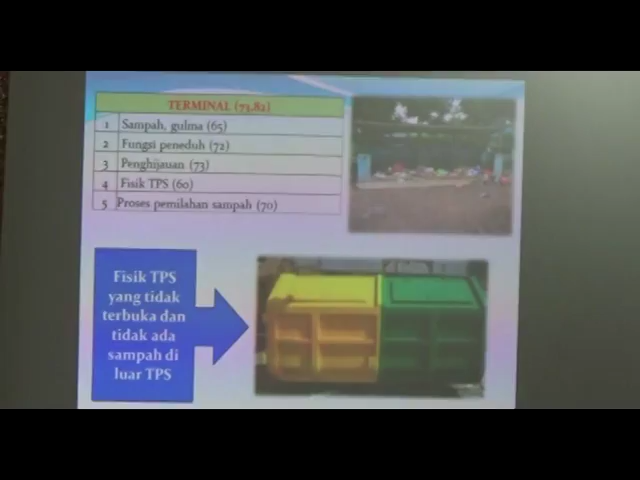 TERMINAL (73,82)
1 Sampah, gulma (65)
2 Fungsi peneduh (72)
3 Penghijauan (73)
4 Fisik TPS (60)
5 Proses pemilahan sampah (70)
Fisik TPS
yang tidak
terbuka dan
tidak ada
sampah di
luar TPS